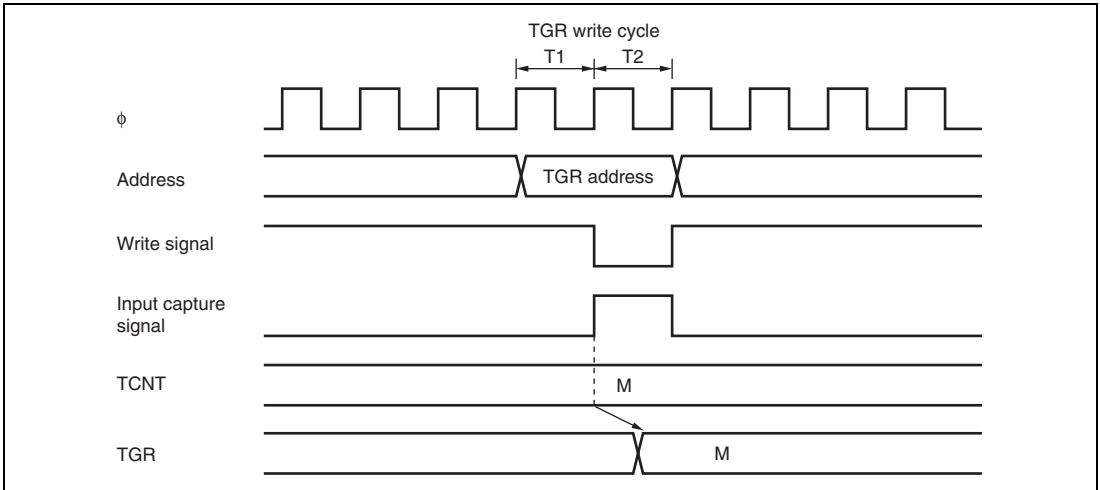 TGR write cycle
T1 T2
ϕ
Address
TGR address
Write signal
Input capture
signal
TCNT
M
TGR
M